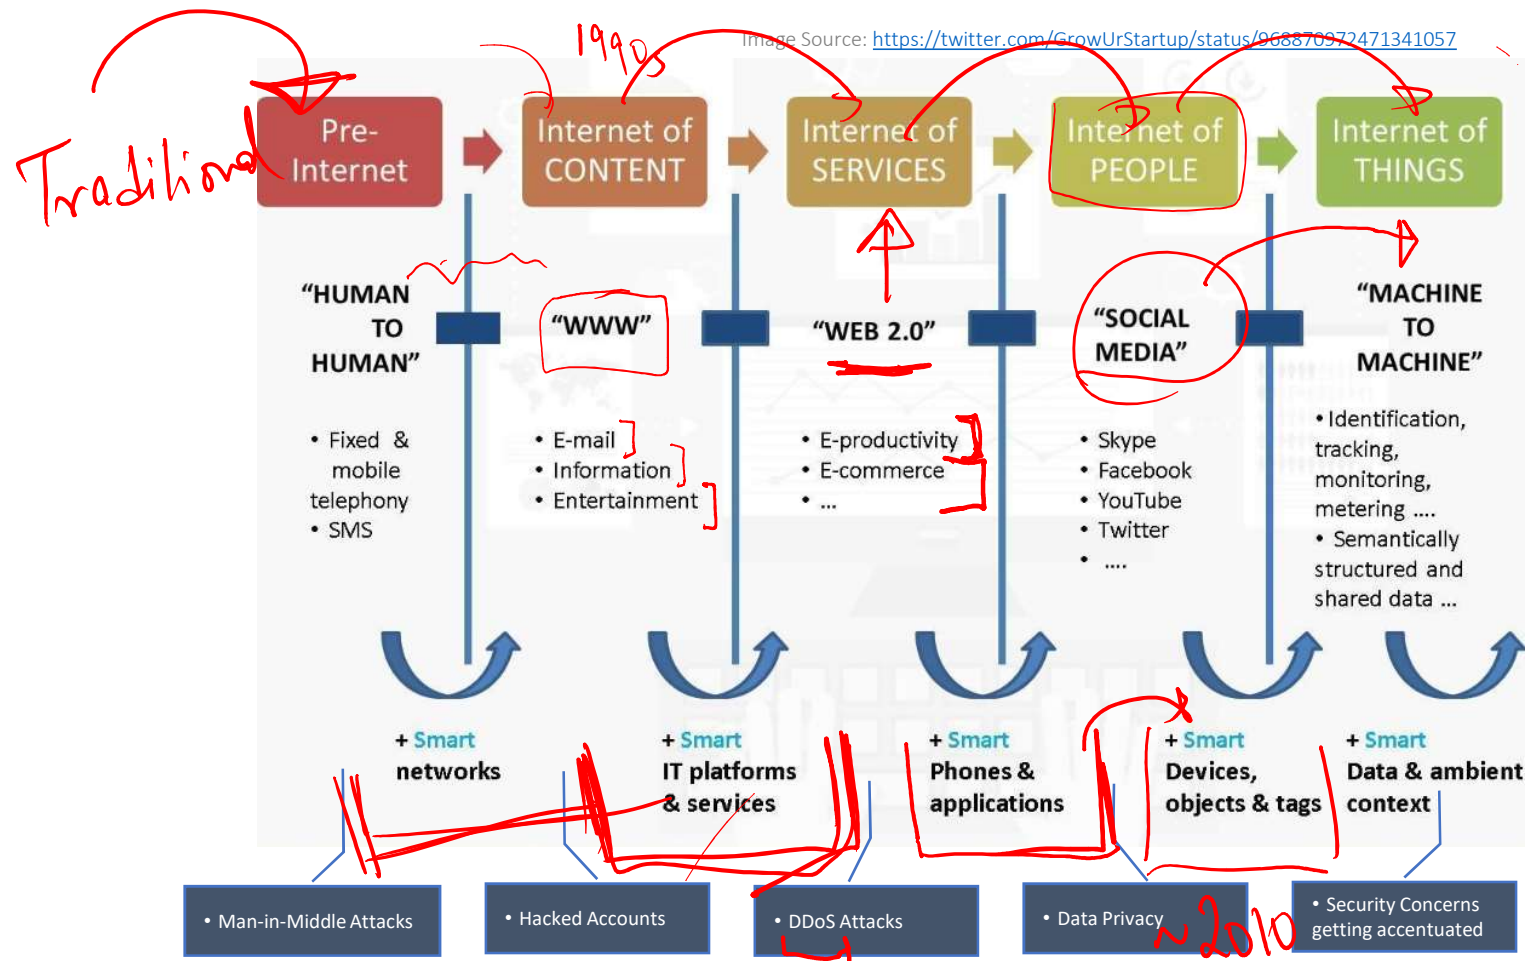 1990s
Image Source: https://twitter.com/GrowUrStartup/status/968870972471341057
Traditional
Pre-
Internet
Internet of
CONTENT
Internet of
SERVICES
Internet of
PEOPLE
Internet of
THINGS
“HUMAN
TO
HUMAN”
“WWW”
“WEB 2.0”
“SOCIAL
MEDIA”
“MACHINE
TO
MACHINE”
• Fixed &
mobile
telephony
• SMS
• E-mail
• Information
• Entertainment
• E-productivity
• E-commerce
• ...
• Skype
• Facebook
• YouTube
• Twitter
• ....
• Identification,
tracking,
monitoring,
metering ....
• Semantically
structured and
shared data ...
+ Smart
networks
+ Smart
IT platforms
& services
+ Smart
Phones &
applications
+ Smart
Devices,
objects & tags
+ Smart
Data & ambient
context
• Man-in-Middle Attacks
• Hacked Accounts
• DDoS Attacks
• Data Privacy
~2010
• Security Concerns
getting accentuated